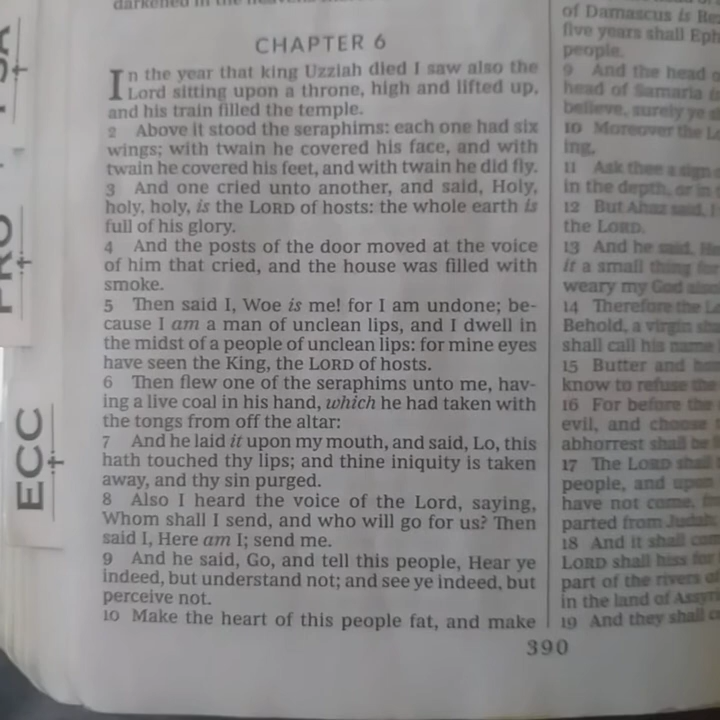 darkened in the heavens
CHAPTER 6
In the year that king Uzziah died I saw also the
Lord sitting upon a throne, high and lifted up,
and his train filled the temple.
2 Above it stood the seraphims: each one had six
wings; with twain he covered his face, and with
twain he covered his feet, and with twain he did fly.
3 And one cried unto another, and said, Holy,
holy, holy, is the LORD of hosts: the whole earth is
full of his glory.
4 And the posts of the door moved at the voice
of him that cried, and the house was filled with
smoke.
5 Then said I, Woe is me! for I am undone; be-
cause I am a man of unclean lips, and I dwell in
the midst of a people of unclean lips: for mine eyes
have seen the King, the LORD of hosts.
6 Then flew one of the seraphims unto me, hav-
ing a live coal in his hand, which he had taken with
the tongs from off the altar:
7 And he laid it upon my mouth, and said, Lo, this
hath touched thy lips; and thine iniquity is taken
away, and thy sin purged.
8 Also I heard the voice of the Lord, saying,
Whom shall I send, and who will go for us? Then
said I, Here am I; send me.
9 And he said, Go, and tell this people, Hear ye
indeed, but understand not; and see ye indeed, but
perceive not.
10 Make the heart of this people fat, and make
of Damascus is
five years shall Eph
people.
9 And the head
head of Samaria
believe, surely ye
10 Moreover the
ing,
11 Ask thee a sign
in the depth, or in
12 But Ahaz said,
the LORD.
13 And he said,
it a small thing for
weary my God also
14 Therefore the
Behold, a virgin
shall call his name
15 Butter and
know to refuse the
16 For before the
evil, and choose
abhorrest shall be
17 The LORD shall
people, and upon
have not come,
parted from Judah
18 And it shall
LORD shall hiss for
part of the rivers
in the land of Assyr
19 And they shall
390
PRO
ECC